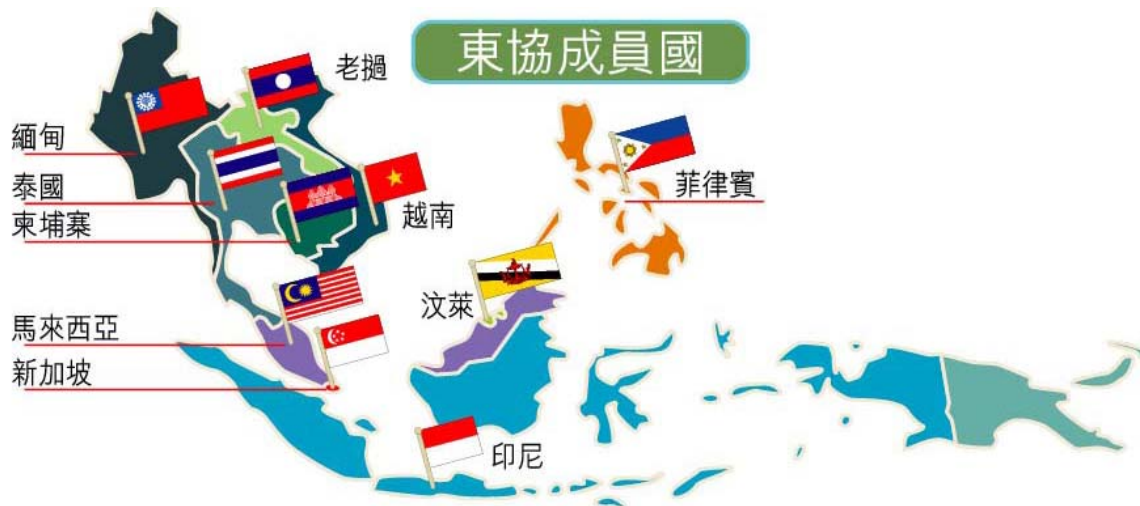 東協成員國
老撾
緬甸
泰國
柬埔寨
越南
菲律賓
汶萊
馬來西亞
新加坡
印尼